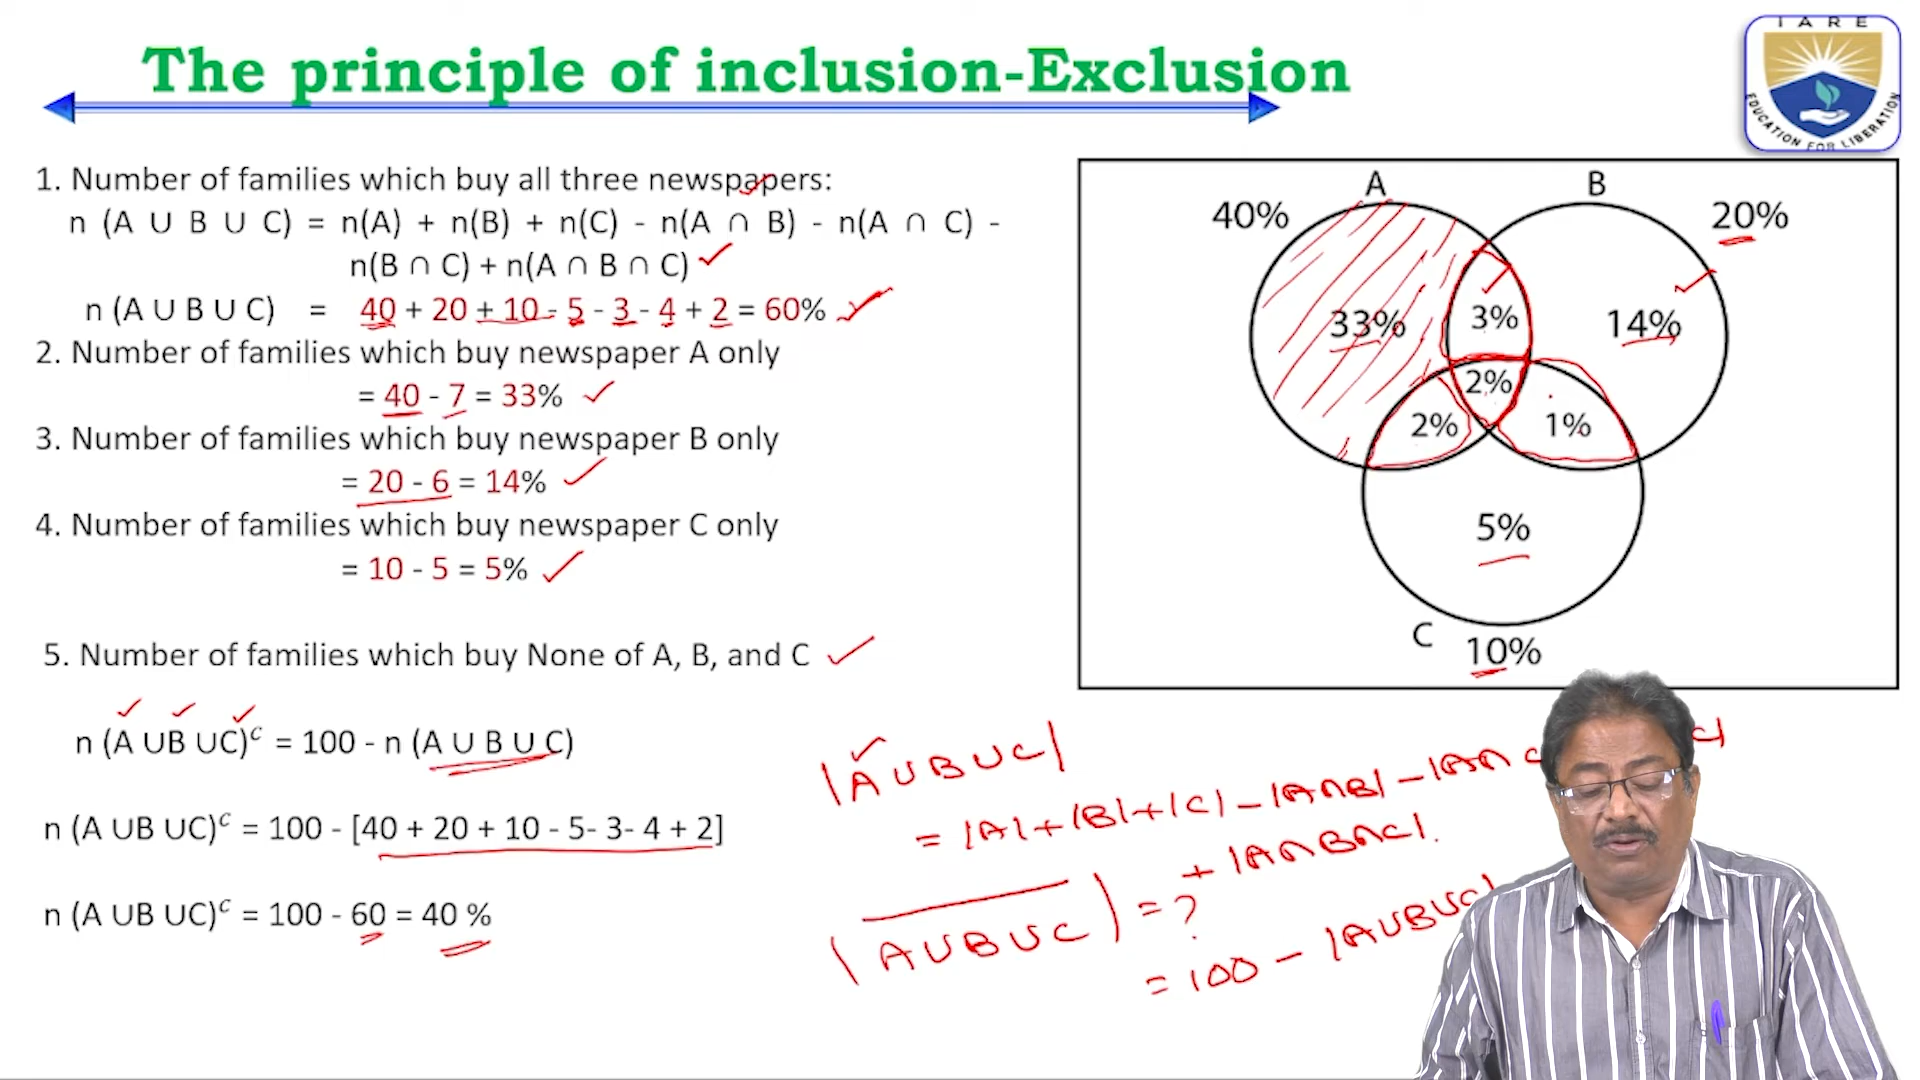 The principle of inclusion-Exclusion
IARE
EDUCATION FOR LIBERATION
1. Number of families which buy all three newspapers:
n (A ∪ B ∪ C) = n(A) + n(B) + n(C) - n(A ∩ B) - n(A ∩ C) -
n(B ∩ C) + n(A ∩ B ∩ C)
n (A ∪ B ∪ C) = 40 + 20 + 10 - 5 - 3 - 4 + 2 = 60%
2. Number of families which buy newspaper A only
= 40 - 7 = 33%
3. Number of families which buy newspaper B only
= 20 - 6 = 14%
4. Number of families which buy newspaper C only
= 10 - 5 = 5%
5. Number of families which buy None of A, B, and C
n (A ∪B ∪C)ᶜ = 100 - n (A ∪ B ∪ C)
n (A ∪B ∪C)ᶜ = 100 - [40 + 20 + 10 - 5- 3- 4 + 2]
n (A ∪B ∪C)ᶜ = 100 - 60 = 40 %
A B
40% 20%
33% 3% 14%
2%
2% 1%
5%
C 10%
|A∪B∪C|
= |A|+|B|+|C| - |A∩B| - |A∩ C
+ |A∩B∩C|.
|A∪B∪C| = ?
= 100 - |A∪B∪C|